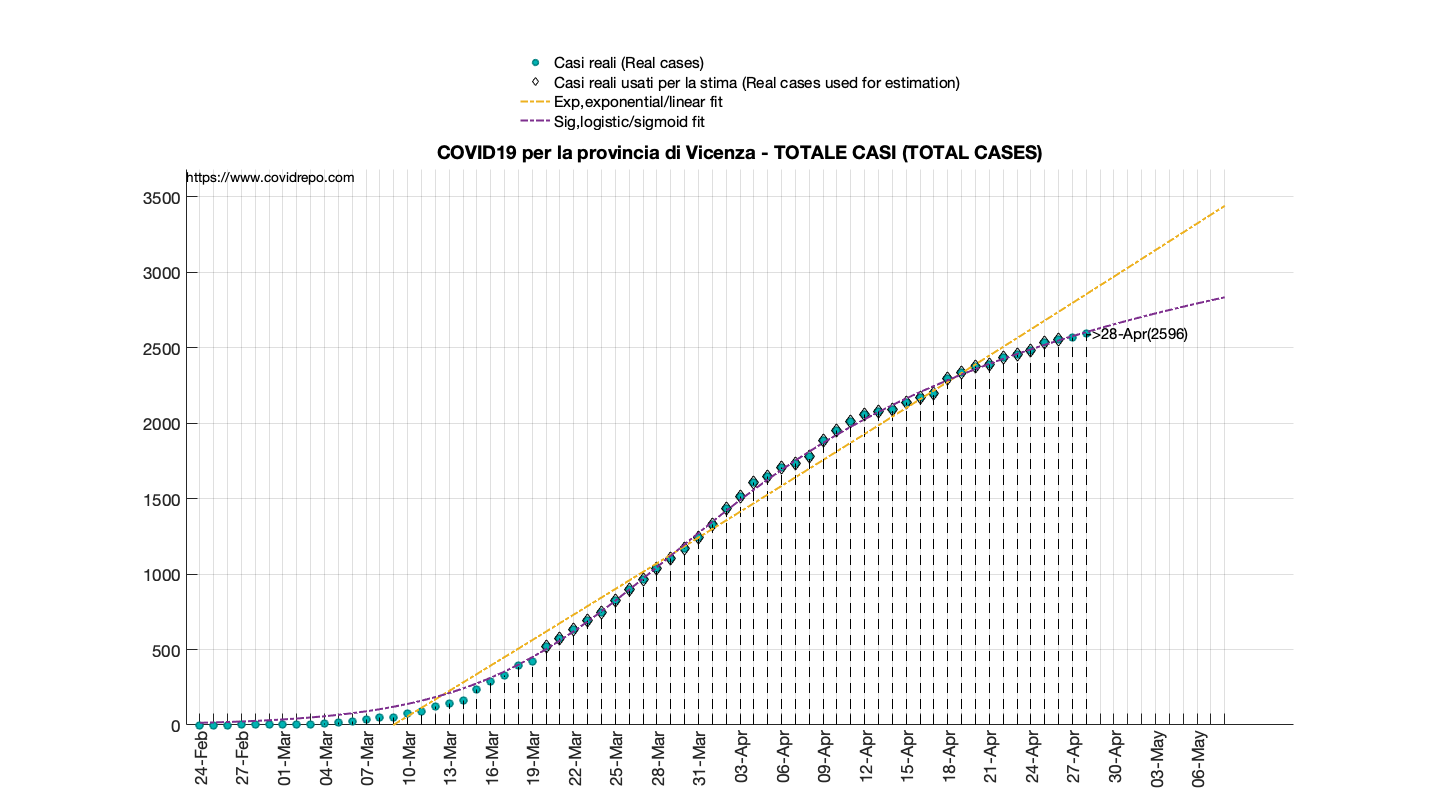 Casi reali (Real cases)
Casi reali usati per la stima (Real cases used for estimation)
Exp,exponential/linear fit
Sig,logistic/sigmoid fit
COVID19 per la provincia di Vicenza - TOTALE CASI (TOTAL CASES)
https://www.covidrepo.com
3500
3000
2500
2000
1500
1000
500
0
>28-Apr(2596)
24-Feb
27-Feb
01-Mar
04-Mar
07-Mar
10-Mar
13-Mar
16-Mar
19-Mar
22-Mar
25-Mar
28-Mar
31-Mar
03-Apr
06-Apr
09-Apr
12-Apr
15-Apr
18-Apr
21-Apr
24-Apr
27-Apr
30-Apr
03-May
06-May